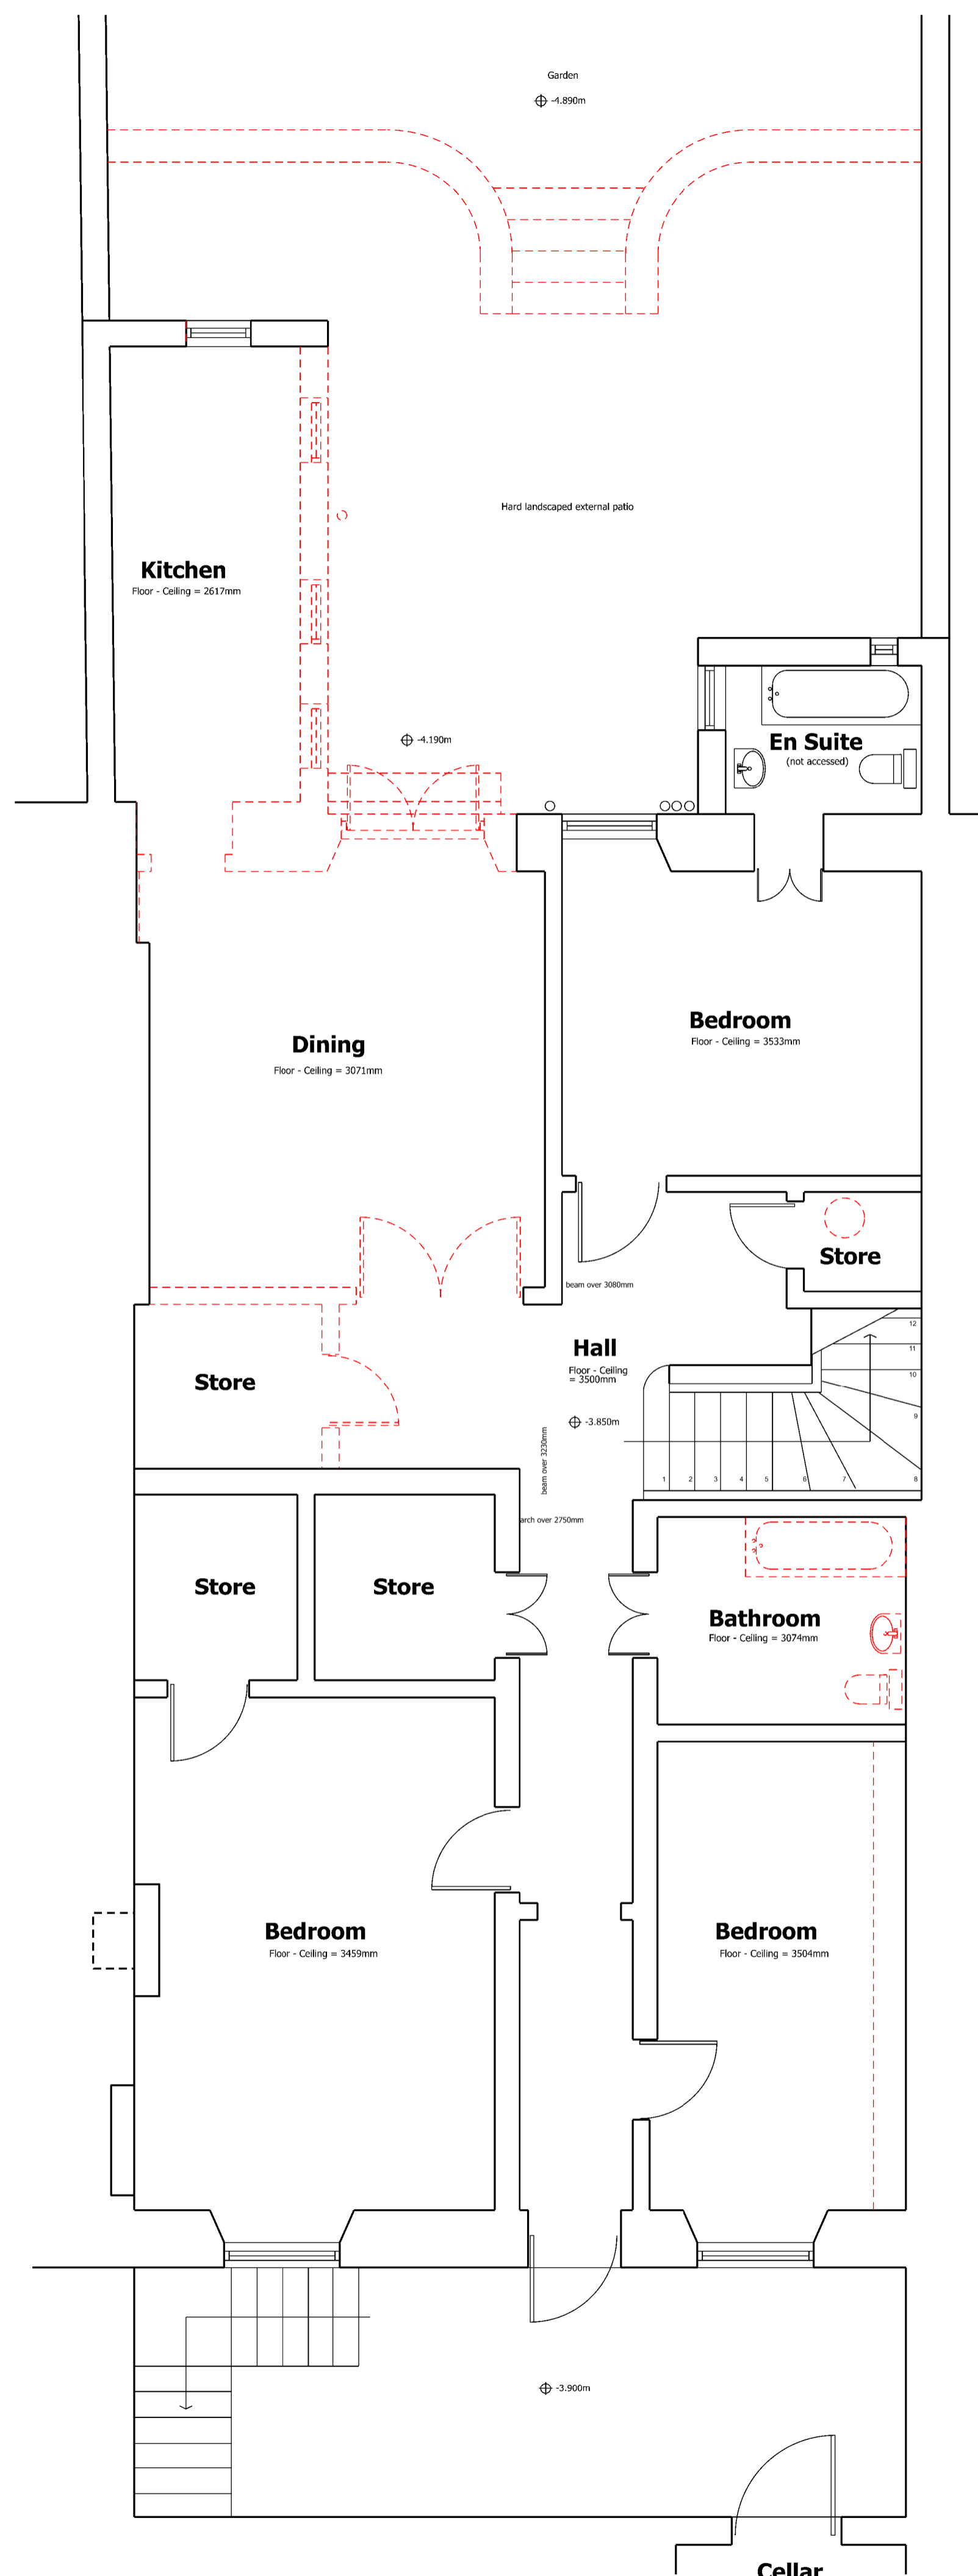 Garden
-4.890m
Hard landscaped external patio
Kitchen
Floor - Ceiling = 2617mm
-4.190m
En Suite
(not accessed)
Bedroom
Floor - Ceiling = 3533mm
Dining
Floor - Ceiling = 3071mm
Store
beam over 3080mm
Hall
Floor - Ceiling
= 3500mm
-3.850m
12
11
10
9
8
7
6
5
4
3
2
1
Store
beam over 3230mm
arch over 2750mm
Store
Store
Bathroom
Floor - Ceiling = 3074mm
Bedroom
Floor - Ceiling = 3459mm
Bedroom
Floor - Ceiling = 3504mm
-3.900m
Cellar